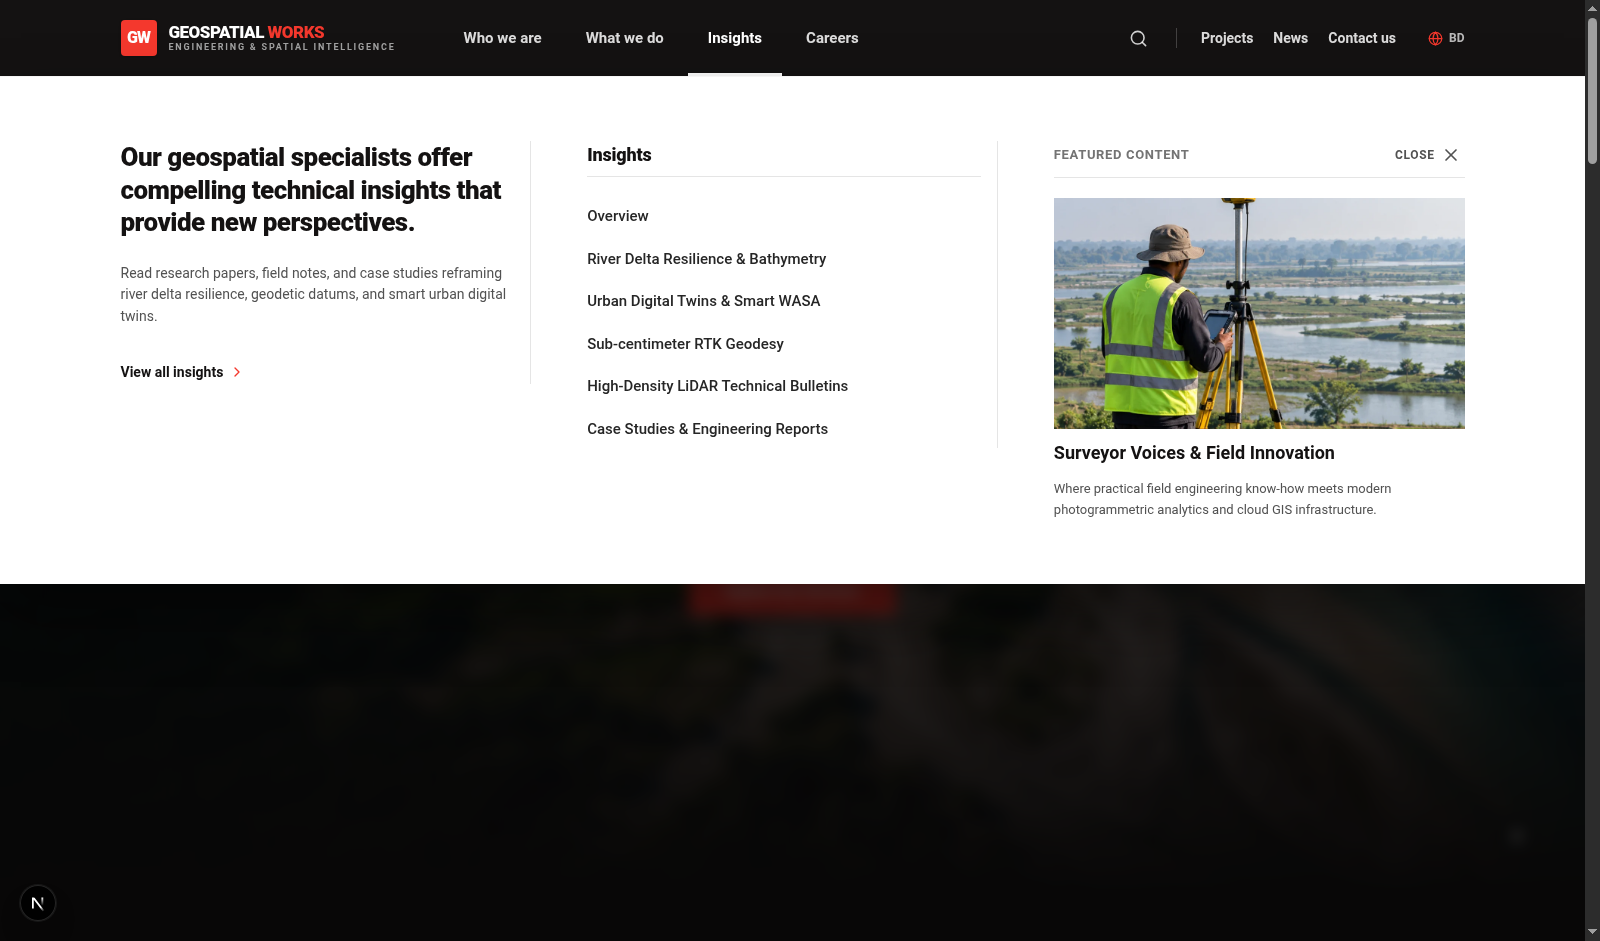 GW
GEOSPATIAL WORKS
ENGINEERING & SPATIAL INTELLIGENCE
Who we are
What we do
Insights
Careers
Projects
News
Contact us
BD
Our geospatial specialists offer
compelling technical insights that
provide new perspectives.
Read research papers, field notes, and case studies reframing
river delta resilience, geodetic datums, and smart urban digital
twins.
View all insights
Insights
Overview
River Delta Resilience & Bathymetry
Urban Digital Twins & Smart WASA
Sub-centimeter RTK Geodesy
High-Density LiDAR Technical Bulletins
Case Studies & Engineering Reports
FEATURED CONTENT
CLOSE
Surveyor Voices & Field Innovation
Where practical field engineering know-how meets modern
photogrammetric analytics and cloud GIS infrastructure.
N